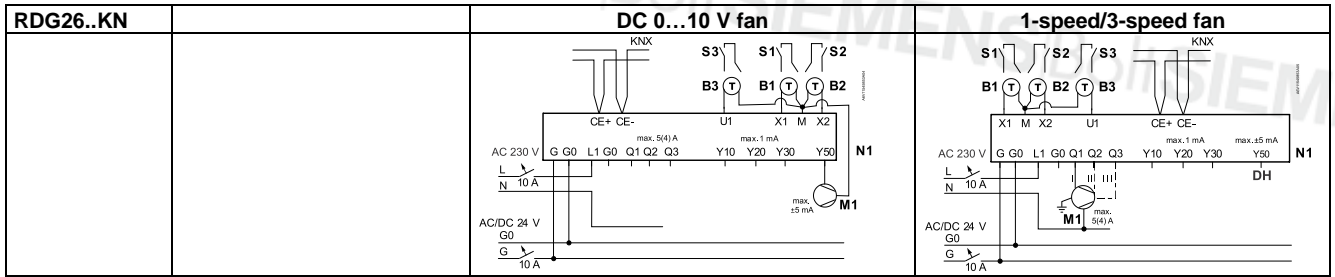 RDG26..KN
DC 0…10 V fan
1-speed/3-speed fan
KNX
S3 S1 S2
B3 T B1 T T B2
CE+ CE- U1 X1 M X2
max. 5(4) A max. 1 mA
AC 230 V G G0 L1 G0 Q1 Q2 Q3 Y10 Y20 Y30 Y50 N1
L
10 A
N
max.
±5 mA
M1
AC/DC 24 V
G0
G
10 A
KNX
S1 S2 S3
B1 T T B2 T B3
X1 M X2 U1 CE+ CE-
max. 1 mA max.±5 mA
AC 230 V G G0 L1 G0 Q1 Q2 Q3 Y10 Y20 Y30 Y50 N1
DH
L
10 A
N
I II III
M1
max.
5(4) A
AC/DC 24 V
G0
G
10 A
SIEMENS
SIEM